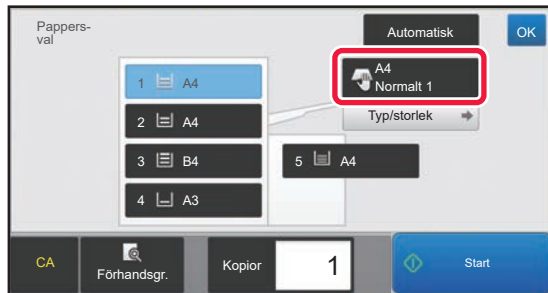 Pappers-
val
Automatisk
OK
A4
Normalt 1
1 A4
2 A4
Typ/storlek
3 B4
5 A4
4 A3
CA
Förhandsgr.
Kopior
1
Start